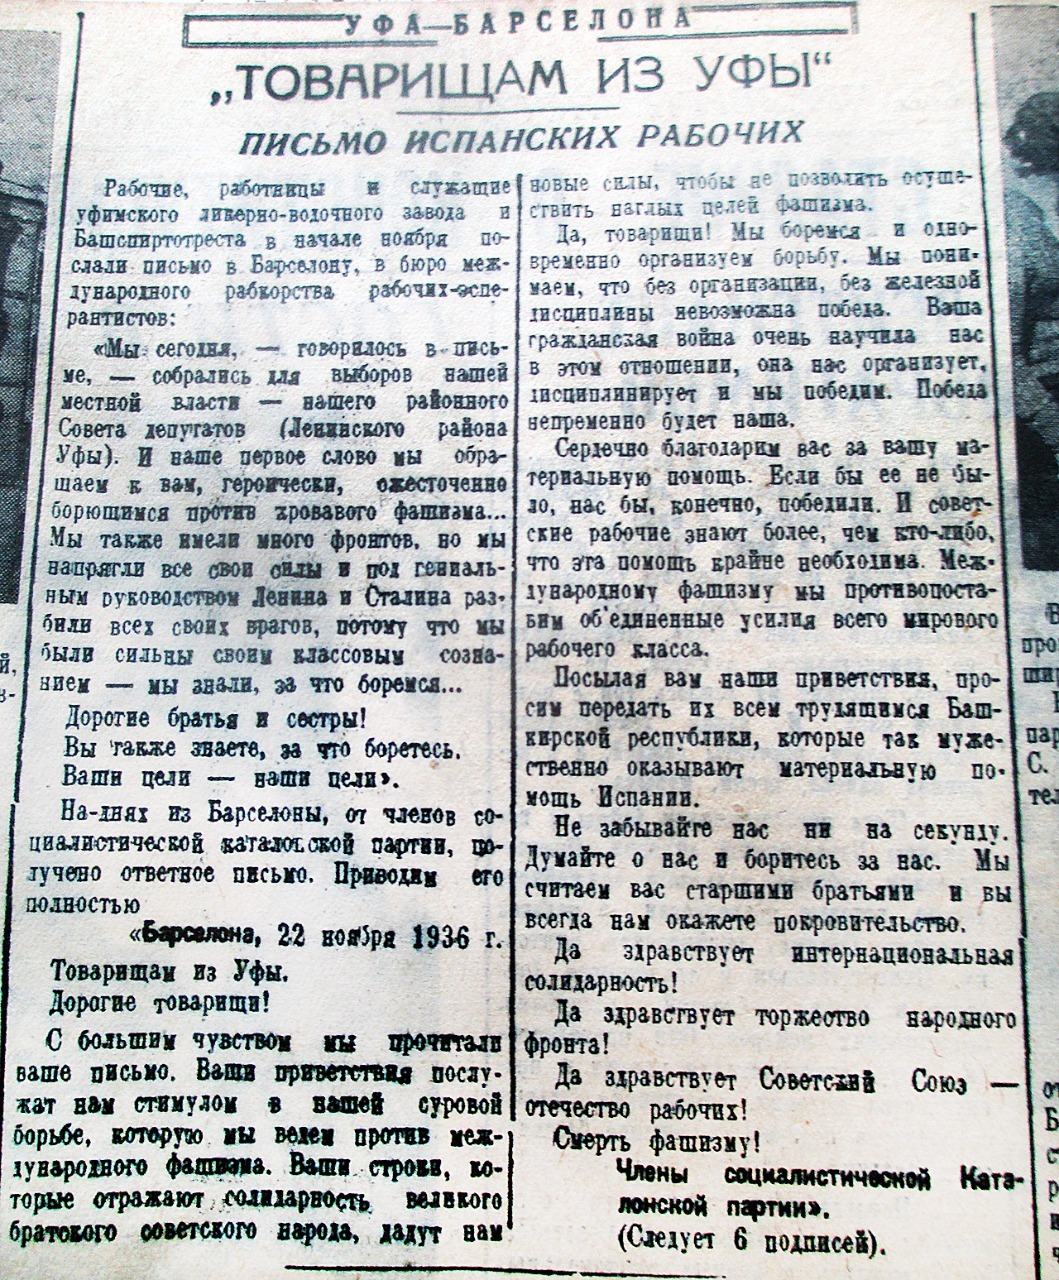 УФА—БАРСЕЛОНА
„ТОВАРИЩАМ ИЗ УФЫ“
ПИСЬМО ИСПАНСКИХ РАБОЧИХ
Рабочие, работницы и служащие
уфимского ликерно-водочного завода и
Башспиртотреста в начале ноября по-
слали письмо в Барселону, в бюро меж-
дународного рабкорства рабочих-эспе-
рантистов:
«Мы сегодня, — говорилось в пись-
ме, — собрались для выборов нашей
местной власти — нашего районного
Совета депутатов (Ленинского района
Уфы). И наше первое слово мы обра-
щаем к вам, героически, ожесточенно
борющимся против кровавого фашизма...
Мы также имели много фронтов, но мы
напрягли все свои силы и под гениаль-
ным руководством Ленина и Сталина раз-
били всех своих врагов, потому что мы
были сильны своим классовым созна-
нием — мы знали, за что боремся...
Дорогие братья и сестры!
Вы также знаете, за что боретесь.
Ваши цели — наши цели».
На-днях из Барселоны, от членов со-
циалистической каталонской партии, по-
лучено ответное письмо. Приводим его
полностью
«Барселона, 22 ноября 1936 г.
Товарищам из Уфы.
Дорогие товарищи!
С большим чувством мы прочитали
ваше письмо. Ваши приветствия послу-
жат нам стимулом в нашей суровой
борьбе, которую мы ведем против меж-
дународного фашизма. Ваши строки, ко-
торые отражают солидарность великого
братского советского народа, дадут нам
новые силы, чтобы не позволить осуще-
ствить наглых целей фашизма.
Да, товарищи! Мы боремся и одно-
временно организуем борьбу. Мы пони-
маем, что без организации, без железной
дисциплины невозможна победа. Ваша
гражданская война очень научила нас
в этом отношении, она нас организует,
дисциплинирует и мы победим. Победа
непременно будет наша.
Сердечно благодарим вас за вашу ма-
териальную помощь. Если бы ее не бы-
ло, нас бы, конечно, победили. И совет-
ские рабочие знают более, чем кто-либо,
что эта помощь крайне необходима. Меж-
дународному фашизму мы противопоста-
вим об'единенные усилия всего мирового
рабочего класса.
Посылая вам наши приветствия, про-
сим передать их всем трудящимся Баш-
кирской республики, которые так муже-
ственно оказывают материальную по-
мощь Испании.
Не забывайте нас ни на секунду.
Думайте о нас и боритесь за нас. Мы
считаем вас старшими братьями и вы
всегда нам окажете покровительство.
Да здравствует интернациональная
солидарность!
Да здравствует торжество народного
фронта!
Да здравствует Советский Союз —
отечество рабочих!
Смерть фашизму!
Члены социалистической Ката-
лонской партии».
(Следует 6 подписей).